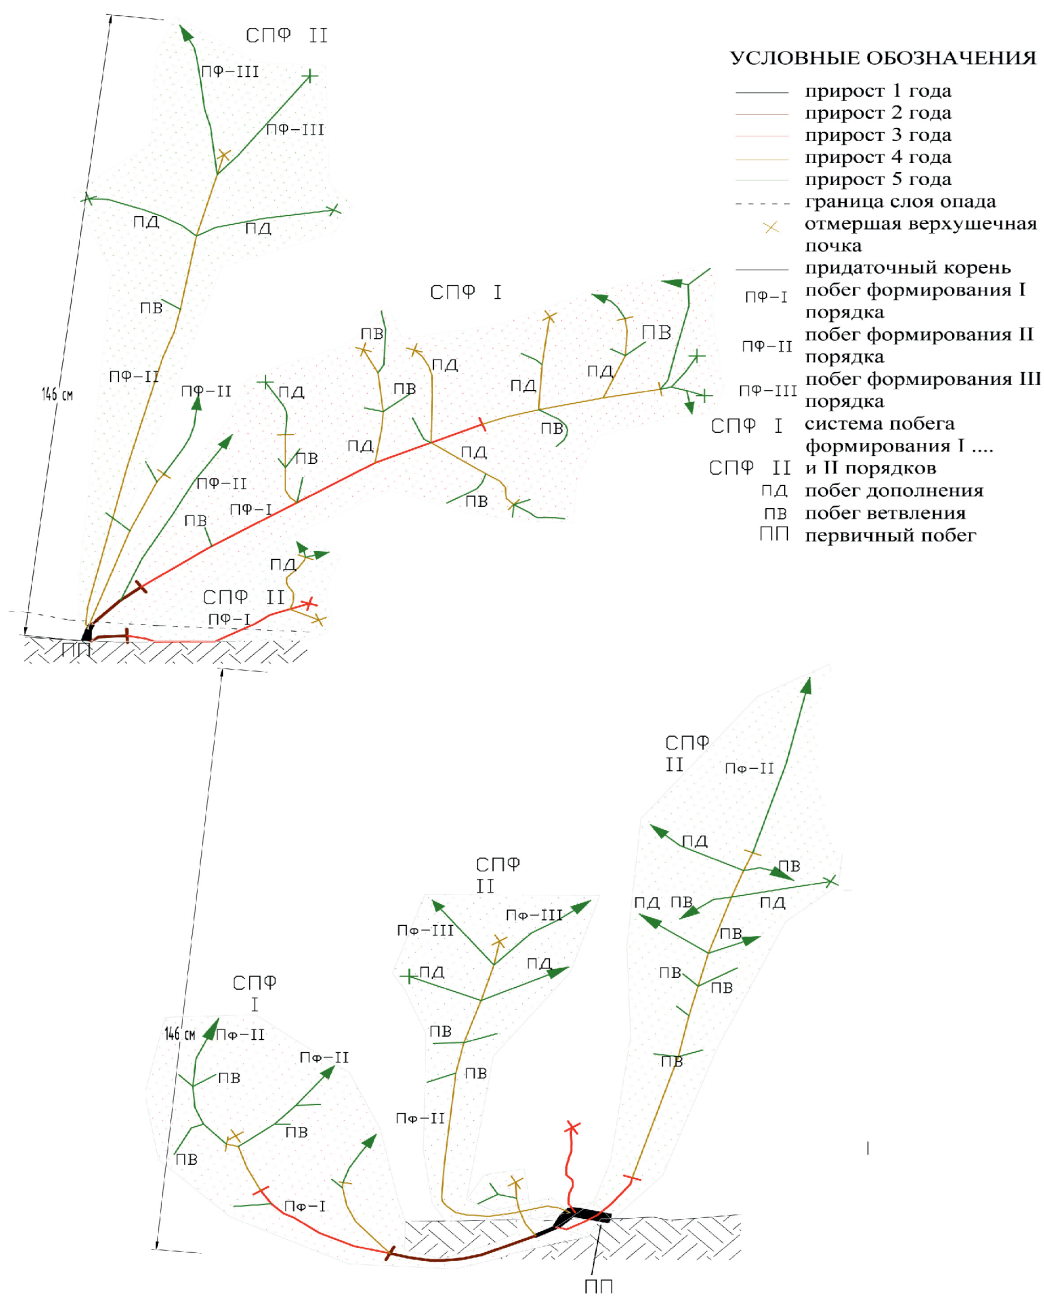 СПФ II
УСЛОВНЫЕ ОБОЗНАЧЕНИЯ
прирост 1 года
прирост 2 года
прирост 3 года
прирост 4 года
прирост 5 года
граница слоя опада
отмершая верхушечная
почка
придаточный корень
ПФ-I побег формирования I
порядка
ПФ-II побег формирования II
порядка
ПФ-III побег формирования III
порядка
СПФ I система побега
формирования I ....
СПФ II и II порядков
ПД побег дополнения
ПВ побег ветвления
ПП первичный побег
ПФ-III
ПФ-III
ПД
ПД
СПФ I
ПВ
ПВ
ПВ
ПФ-II
ПФ-II
146 см
ПД
ПД
ПВ
ПД
ПД
ПВ
ПД
ПД
ПВ
ПФ-II
ПВ
ПВ
ПФ-I
ПВ
ПД
СПФ II
ПФ-I
ПП
СПФ
II
Пф-II
ПД
ПВ
СПФ
II
ПД
ПВ
ПД
Пф-III
Пф-III
ПВ
ПД
ПД
ПВ
ПВ
СПФ
I
146 см
Пф-II
ПВ
ПВ
Пф-II
ПВ
ПВ
Пф-II
ПВ
ПВ
Пф-I
ПП